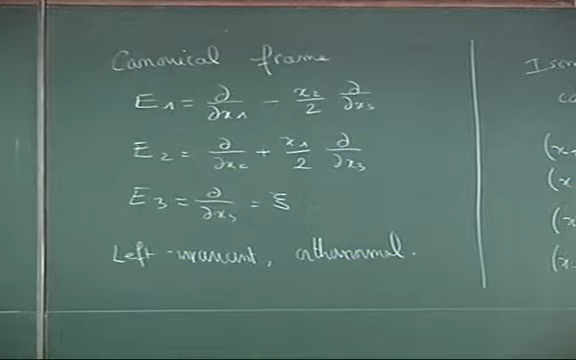 Canonical frame
E₁ = ∂/∂x₁ - x₂/2 ∂/∂x₃
E₂ = ∂/∂x₂ + x₁/2 ∂/∂x₃
E₃ = ∂/∂x₃ = ξ
Left-invariant, orthonormal.